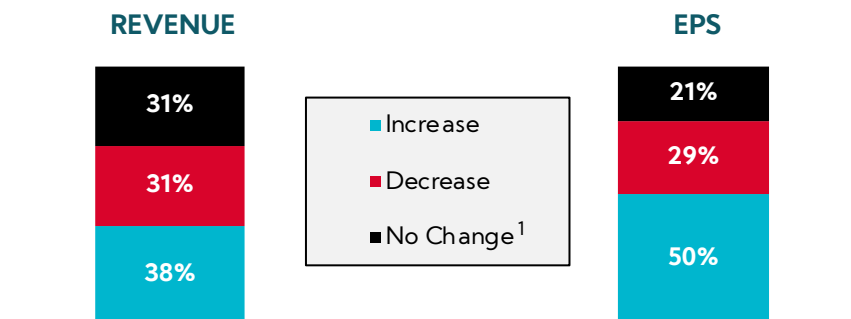 REVENUE
EPS
31%
31%
38%
Increase
Decrease
No Change¹
21%
29%
50%